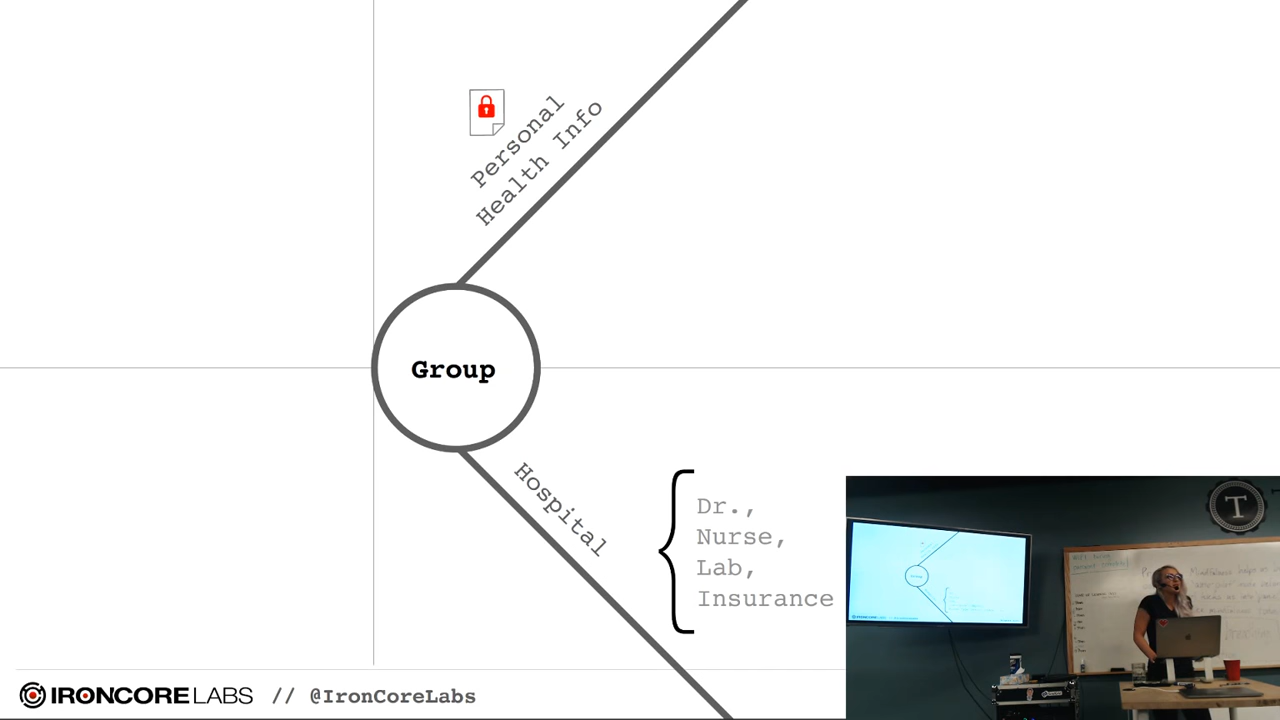 Personal
Health Info
Group
Hospital
Dr.,
Nurse,
Lab,
Insurance
T
IRONCORE LABS // @IronCoreLabs